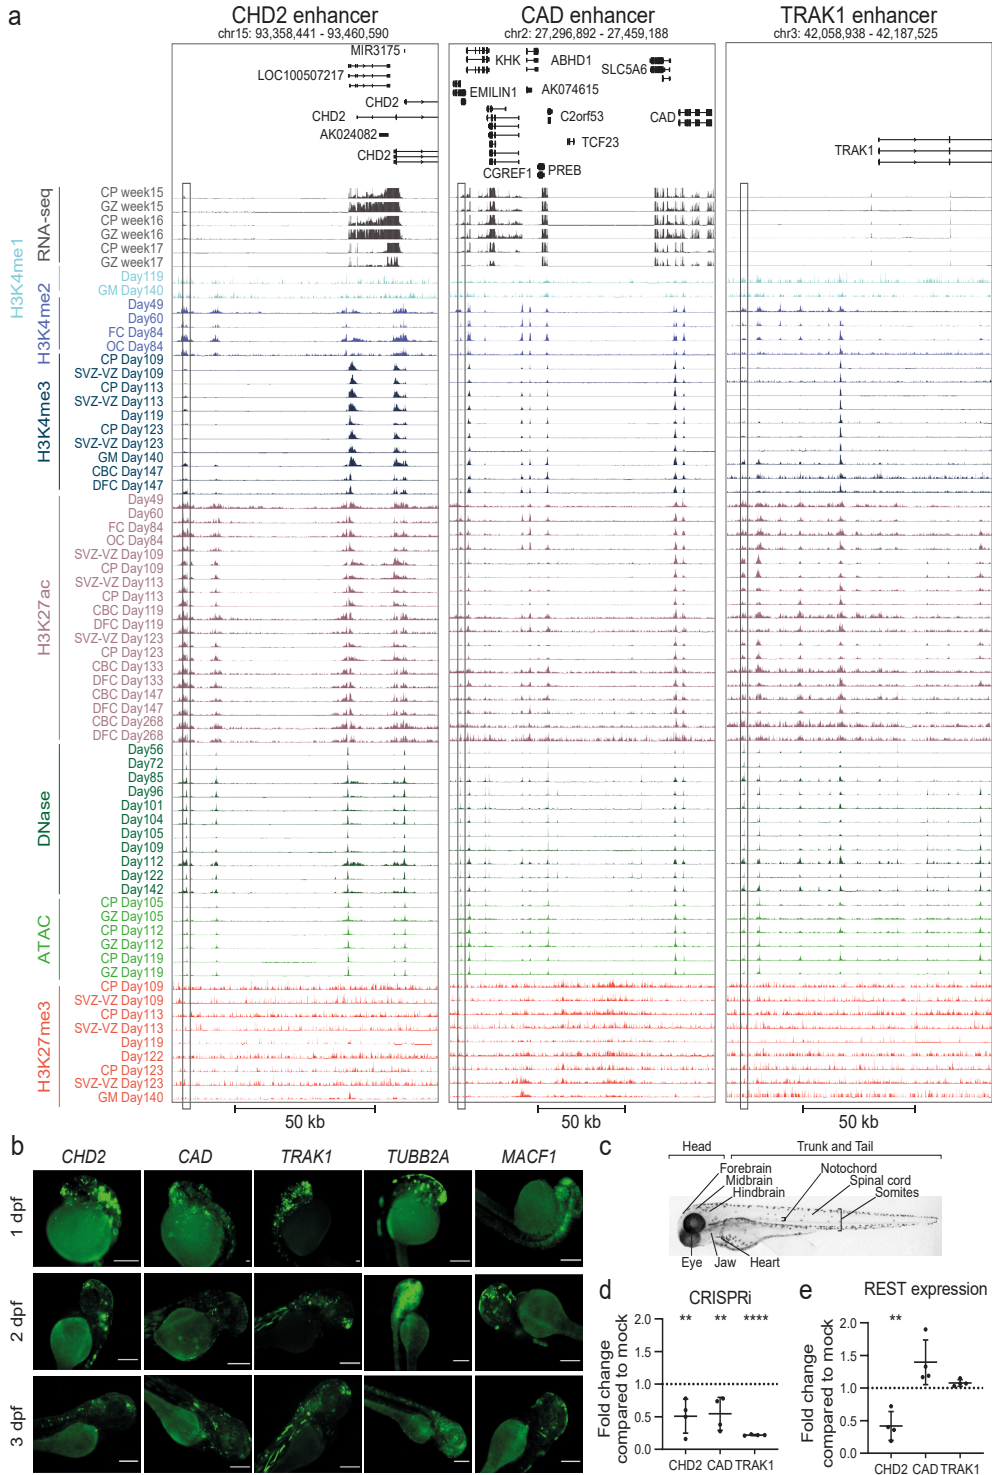 a
CHD2 enhancer
chr15: 93,358,441 - 93,460,590
CAD enhancer
chr2: 27,296,892 - 27,459,188
TRAK1 enhancer
chr3: 42,058,938 - 42,187,525
MIR3175
LOC100507217
CHD2
CHD2
AK024082
CHD2
KHK
ABHD1
SLC5A6
EMILIN1
AK074615
C2orf53
CAD
TCF23
CGREF1
PREB
TRAK1
RNA-seq
CP week15
GZ week15
CP week16
GZ week16
CP week17
GZ week17
H3K4me1
Day119
GM Day140
H3K4me2
Day49
Day60
FC Day84
OC Day84
H3K4me3
CP Day109
SVZ-VZ Day109
CP Day113
SVZ-VZ Day113
Day119
CP Day123
SVZ-VZ Day123
GM Day140
CBC Day147
DFC Day147
H3K27ac
Day49
Day60
FC Day84
OC Day84
SVZ-VZ Day109
CP Day109
SVZ-VZ Day113
CP Day113
CBC Day119
DFC Day119
SVZ-VZ Day123
CP Day123
CBC Day133
DFC Day133
CBC Day147
DFC Day147
CBC Day268
DFC Day268
DNase
Day56
Day72
Day85
Day96
Day101
Day104
Day105
Day109
Day112
Day122
Day142
ATAC
CP Day105
GZ Day105
CP Day112
GZ Day112
CP Day119
GZ Day119
H3K27me3
CP Day109
SVZ-VZ Day109
CP Day113
SVZ-VZ Day113
Day119
Day122
CP Day123
SVZ-VZ Day123
GM Day140
50 kb
50 kb
50 kb
b
CHD2
CAD
TRAK1
TUBB2A
MACF1
1 dpf
2 dpf
3 dpf
c
Head
Trunk and Tail
Forebrain
Midbrain
Hindbrain
Notochord
Spinal cord
Somites
Eye
Jaw
Heart
d
CRISPRi
Fold change
compared to mock
2.0
1.5
1.0
0.5
0.0
**
**
****
CHD2
CAD
TRAK1
e
REST expression
Fold change
compared to mock
2.0
1.5
1.0
0.5
0.0
**
CHD2
CAD
TRAK1